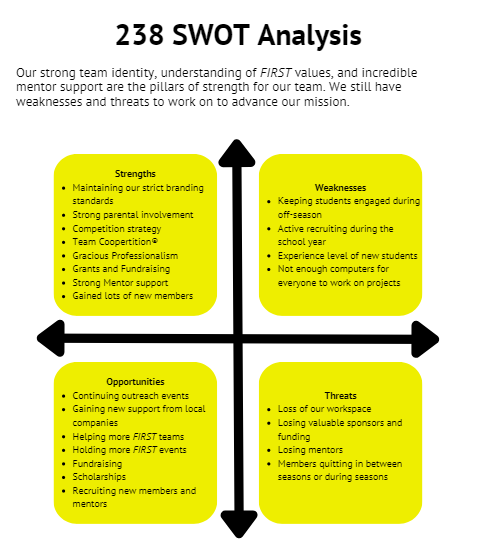 238 SWOT Analysis
Our strong team identity, understanding of FIRST values, and incredible
mentor support are the pillars of strength for our team. We still have
weaknesses and threats to work on to advance our mission.
Strengths
• Maintaining our strict branding
standards
• Strong parental involvement
• Competition strategy
• Team Coopertition®
• Gracious Professionalism
• Grants and Fundraising
• Strong Mentor support
• Gained lots of new members
Weaknesses
• Keeping students engaged during
off-season
• Active recruiting during the
school year
• Experience level of new students
• Not enough computers for
everyone to work on projects
Opportunities
• Continuing outreach events
• Gaining new support from local
companies
• Helping more FIRST teams
• Holding more FIRST events
• Fundraising
• Scholarships
• Recruiting new members and
mentors
Threats
• Loss of our workspace
• Losing valuable sponsors and
funding
• Losing mentors
• Members quitting in between
seasons or during seasons